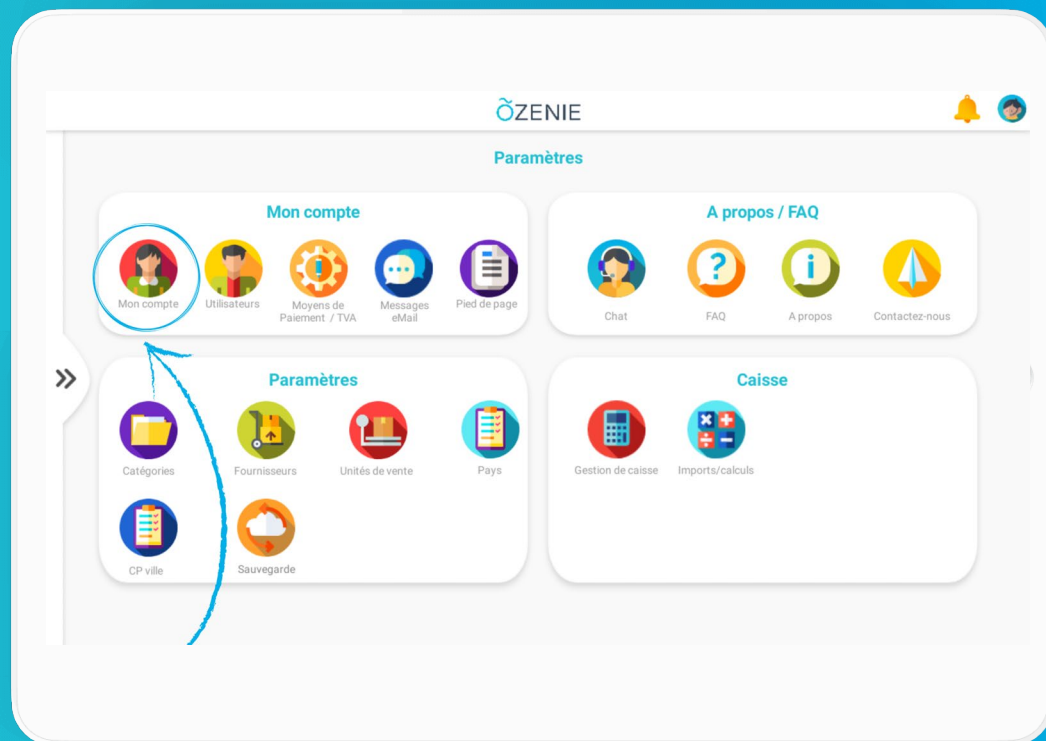 ÕZENIE
Paramètres
Mon compte
Mon compte
Utilisateurs
Moyens de
Paiement / TVA
Messages
eMail
Pied de page
A propos / FAQ
Chat
FAQ
A propos
Contactez-nous
Paramètres
Catégories
Fournisseurs
Unités de vente
Pays
CP ville
Sauvegarde
Caisse
Gestion de caisse
Imports/calculs